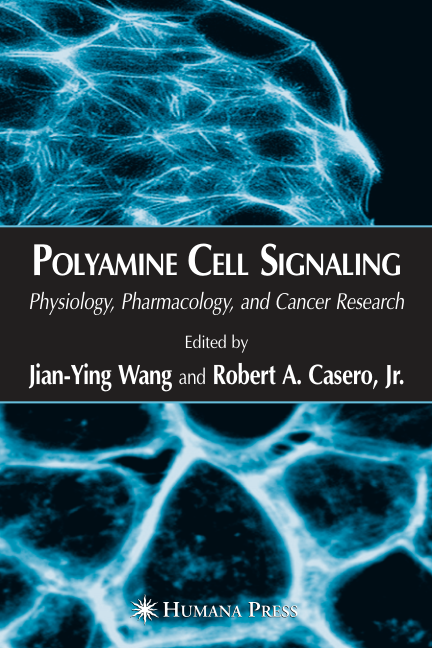 POLYAMINE CELL SIGNALING
Physiology, Pharmacology, and Cancer Research
Edited by
Jian-Ying Wang and Robert A. Casero, Jr.
HUMANA PRESS